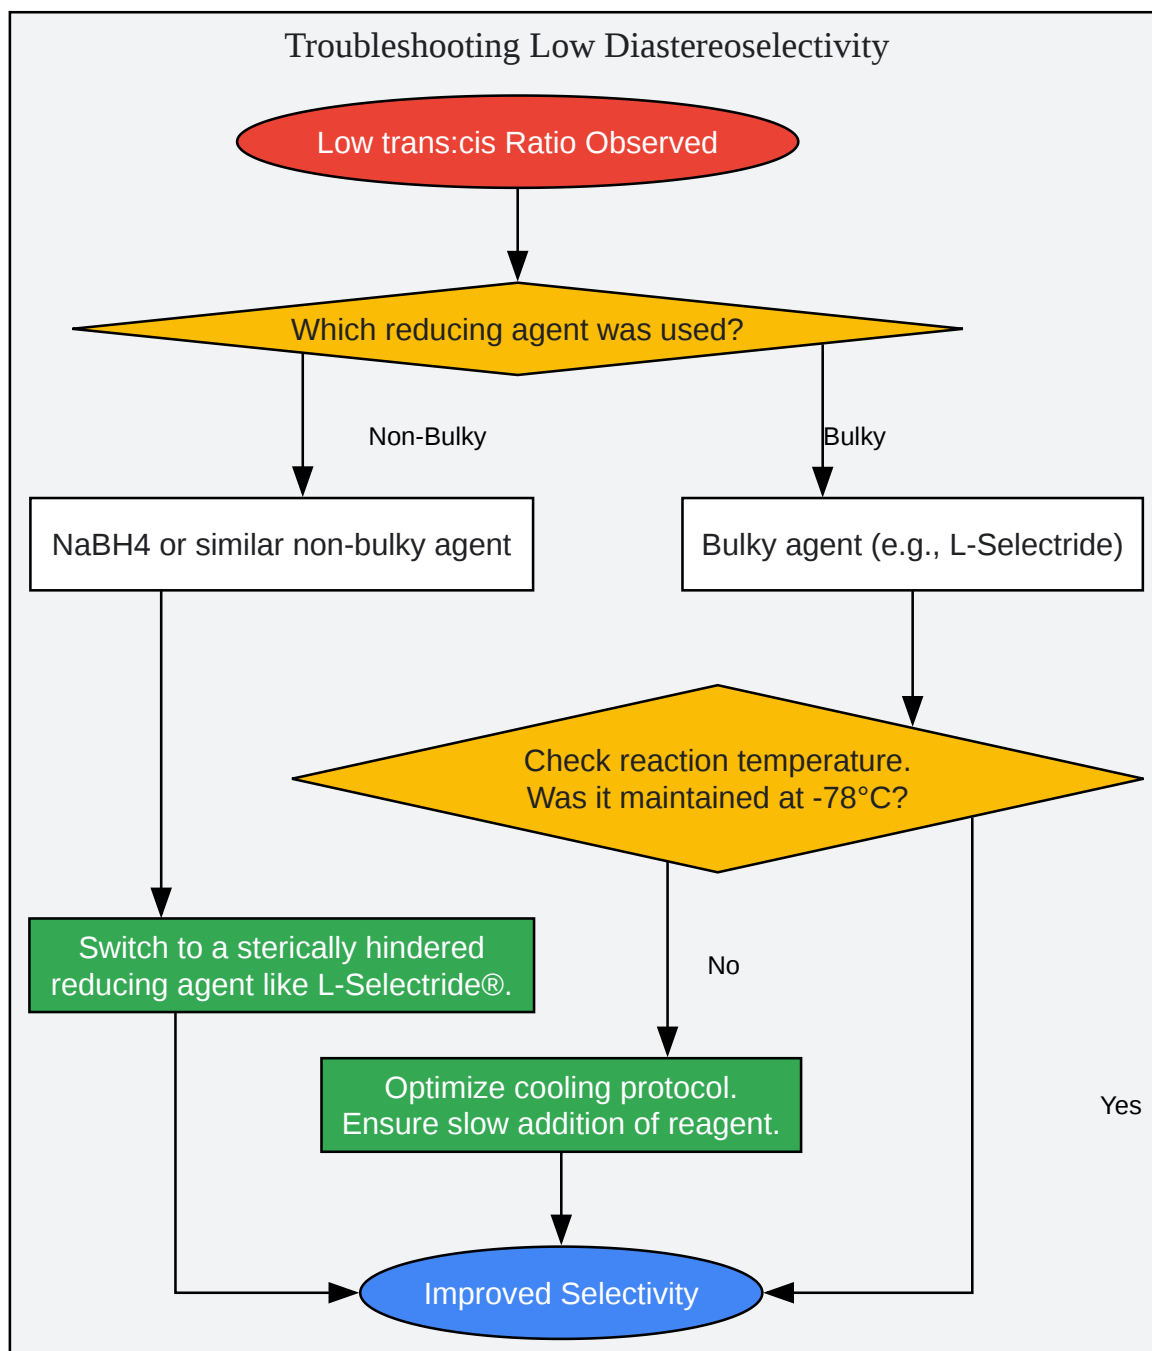 Troubleshooting Low Diastereoselectivity
Low trans:cis Ratio Observed
Which reducing agent was used?
Non-Bulky
Bulky
NaBH4 or similar non-bulky agent
Bulky agent (e.g., L-Selectride)
Check reaction temperature.
Was it maintained at -78°C?
Switch to a sterically hindered
reducing agent like L-Selectride®.
No
Optimize cooling protocol.
Ensure slow addition of reagent.
Yes
Improved Selectivity